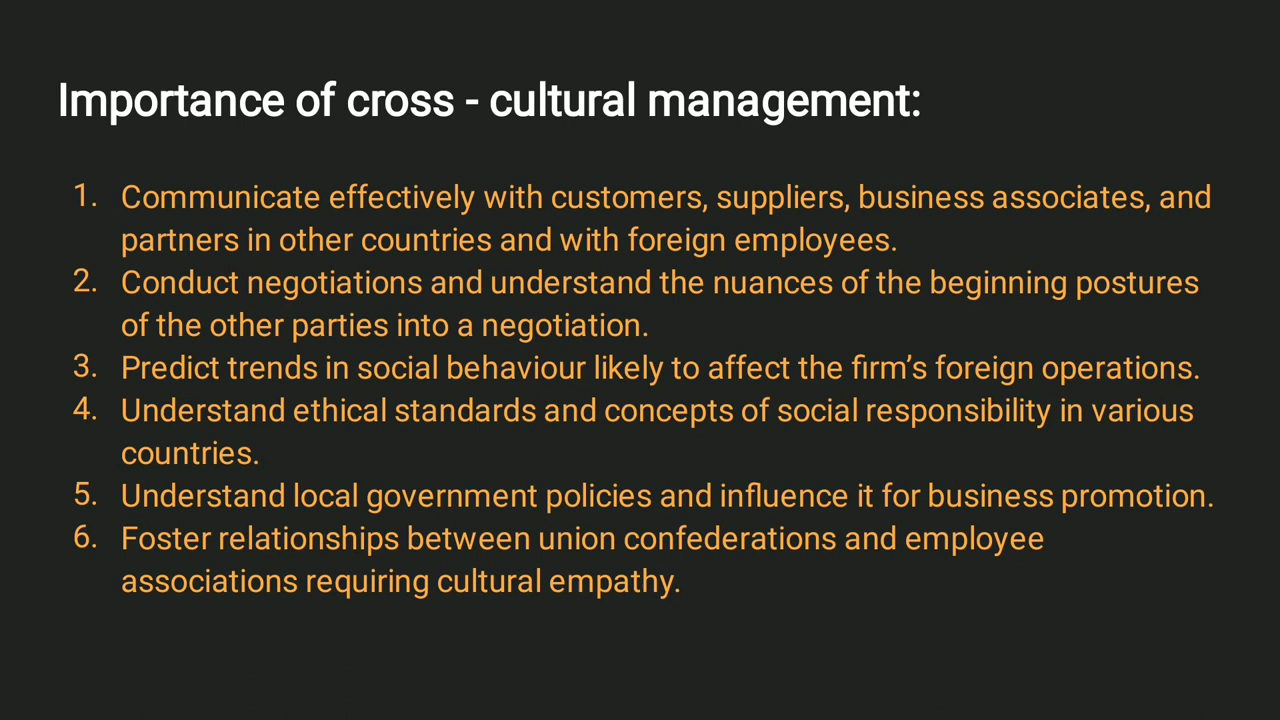 Importance of cross - cultural management:
1. Communicate effectively with customers, suppliers, business associates, and
partners in other countries and with foreign employees.
2. Conduct negotiations and understand the nuances of the beginning postures
of the other parties into a negotiation.
3. Predict trends in social behaviour likely to affect the firm’s foreign operations.
4. Understand ethical standards and concepts of social responsibility in various
countries.
5. Understand local government policies and influence it for business promotion.
6. Foster relationships between union confederations and employee
associations requiring cultural empathy.